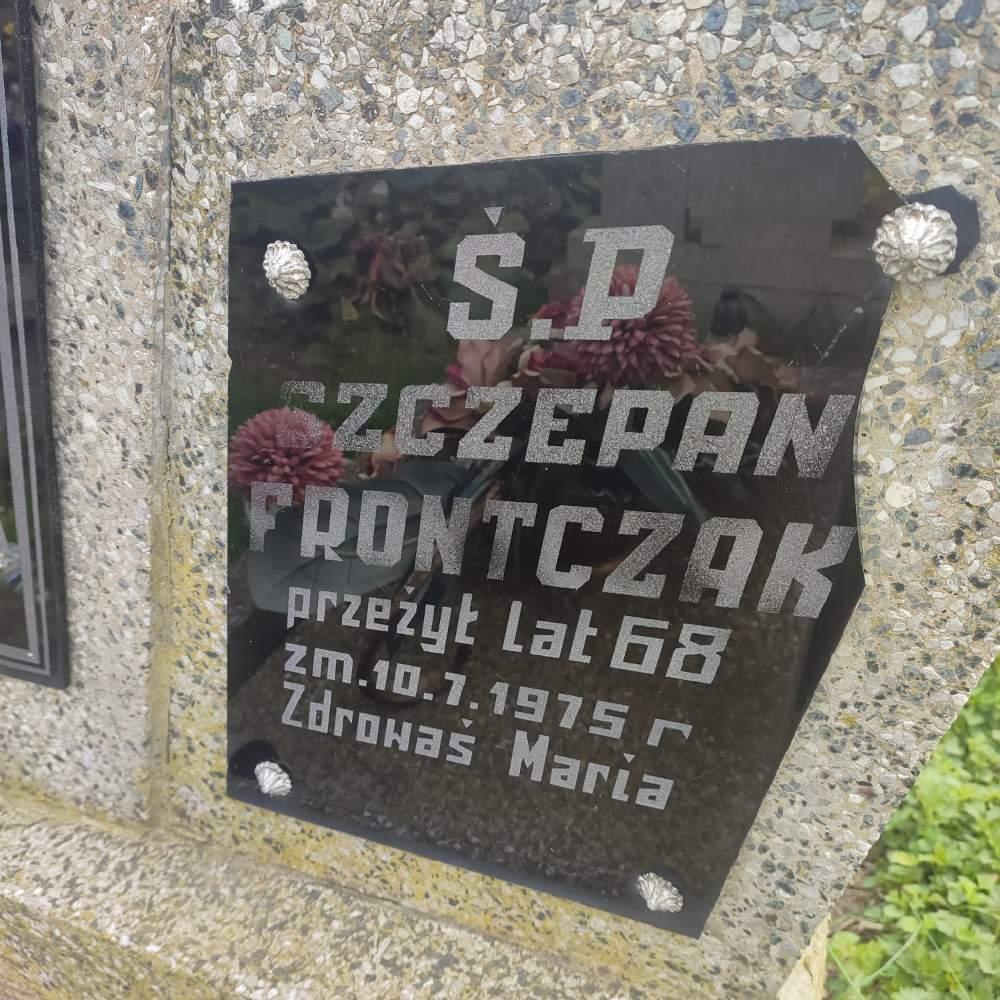 Ś.P
SZCZEPAN
FRONTCZAK
przeżył lat 68
zm. 10.7.1975 r
Zdrowaś Maria